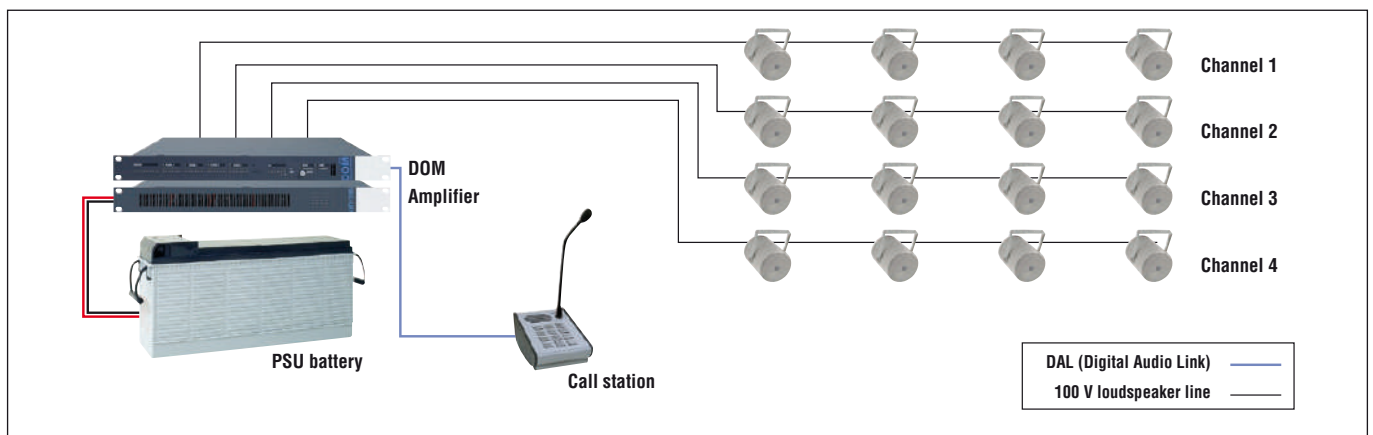 Channel 1
Channel 2
DOM
Amplifier
Channel 3
Channel 4
PSU battery
Call station
DAL (Digital Audio Link)
100 V loudspeaker line